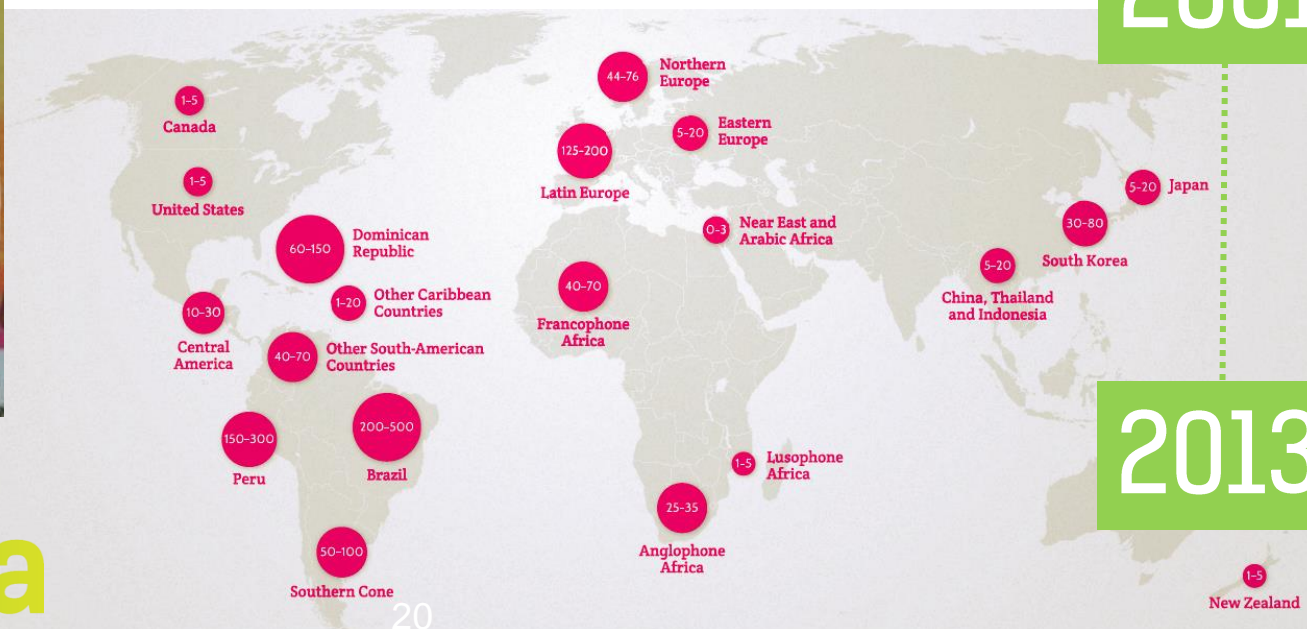 2001
44–76
Northern
Europe
1–5
Canada
125–200
Latin Europe
5–20
Eastern
Europe
1–5
United States
5–20
Japan
60–150
Dominican
Republic
0–3
Near East and
Arabic Africa
30–80
South Korea
5–20
China, Thailand
and Indonesia
1–20
Other Caribbean
Countries
40–70
Francophone
Africa
10–30
Central
America
40–70
Other South-American
Countries
150–300
Peru
200–500
Brazil
2013
1–5
Lusophone
Africa
25–35
Anglophone
Africa
50–100
Southern Cone
a
20
1–5
New Zealand